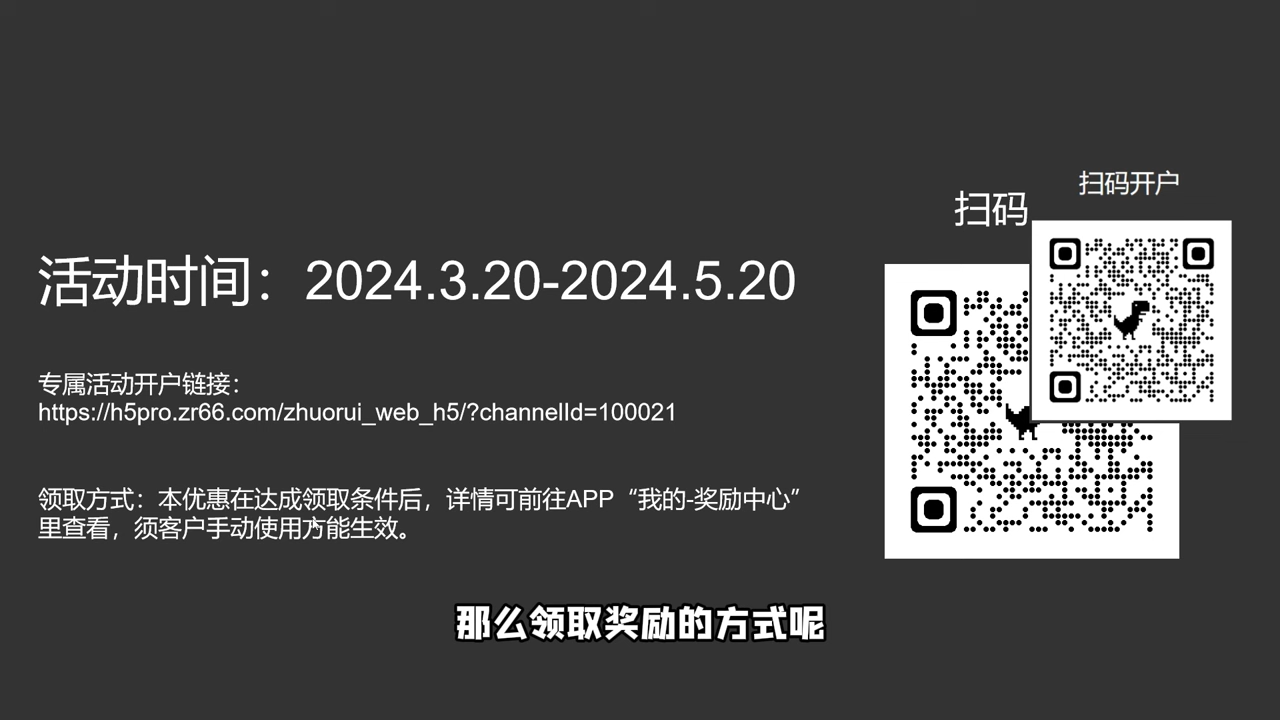 扫码开户
扫码
活动时间：2024.3.20-2024.5.20
专属活动开户链接：
https://h5pro.zr66.com/zhuorui_web_h5/?channelId=100021
领取方式：本优惠在达成领取条件后，详情可前往APP“我的-奖励中心”
里查看，须客户手动使用方能生效。
那么领取奖励的方式呢